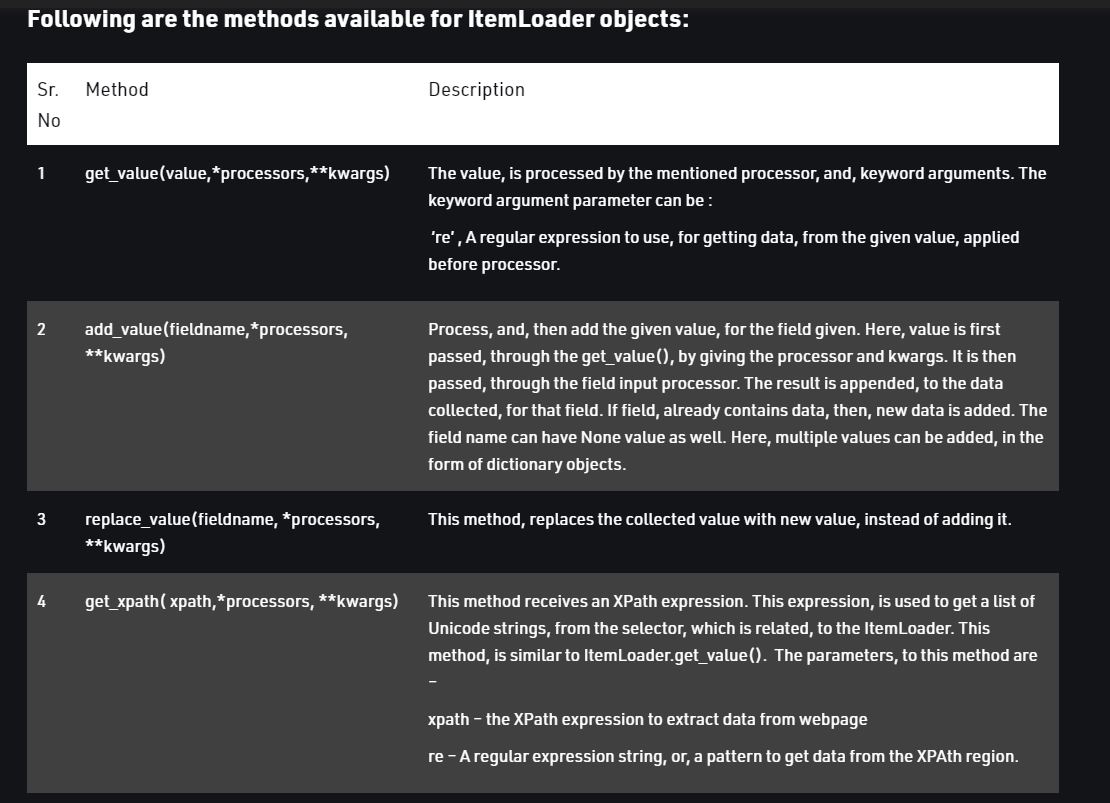 Following are the methods available for ItemLoader objects:
Sr. No
Method
Description
1
get_value(value,*processors,**kwargs)
The value, is processed by the mentioned processor, and, keyword arguments. The
keyword argument parameter can be :
‘re’ , A regular expression to use, for getting data, from the given value, applied
before processor.
2
add_value(fieldname,*processors,
**kwargs)
Process, and, then add the given value, for the field given. Here, value is first
passed, through the get_value(), by giving the processor and kwargs. It is then
passed, through the field input processor. The result is appended, to the data
collected, for that field. If field, already contains data, then, new data is added. The
field name can have None value as well. Here, multiple values can be added, in the
form of dictionary objects.
3
replace_value(fieldname, *processors,
**kwargs)
This method, replaces the collected value with new value, instead of adding it.
4
get_xpath( xpath,*processors, **kwargs)
This method receives an XPath expression. This expression, is used to get a list of
Unicode strings, from the selector, which is related, to the ItemLoader. This
method, is similar to ItemLoader.get_value().  The parameters, to this method are
–
xpath – the XPath expression to extract data from webpage
re – A regular expression string, or, a pattern to get data from the XPAth region.